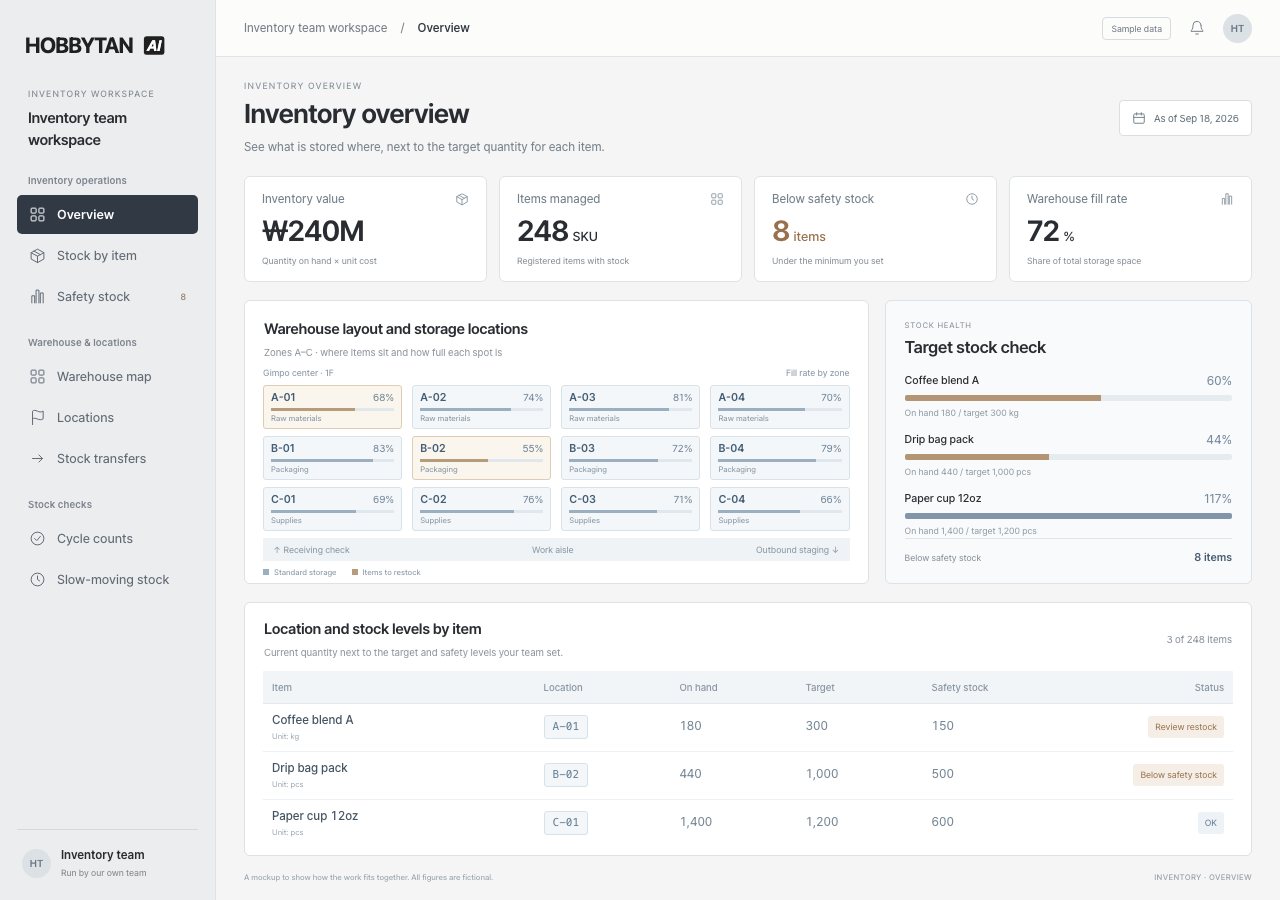 HOBBYTAN AI
INVENTORY WORKSPACE
Inventory team
workspace
Inventory operations
Overview
Stock by item
Safety stock 8
Warehouse & locations
Warehouse map
Locations
Stock transfers
Stock checks
Cycle counts
Slow-moving stock
HT
Inventory team
Run by our own team
Inventory team workspace / Overview
Sample data
HT
INVENTORY OVERVIEW
Inventory overview
See what is stored where, next to the target quantity for each item.
As of Sep 18, 2026
Inventory value
₩240M
Quantity on hand × unit cost
Items managed
248 SKU
Registered items with stock
Below safety stock
8 items
Under the minimum you set
Warehouse fill rate
72 %
Share of total storage space
Warehouse layout and storage locations
Zones A–C · where items sit and how full each spot is
Gimpo center · 1F Fill rate by zone
A-01 68%
Raw materials
A-02 74%
Raw materials
A-03 81%
Raw materials
A-04 70%
Raw materials
B-01 83%
Packaging
B-02 55%
Packaging
B-03 72%
Packaging
B-04 79%
Packaging
C-01 69%
Supplies
C-02 76%
Supplies
C-03 71%
Supplies
C-04 66%
Supplies
↑ Receiving check Work aisle Outbound staging ↓
Standard storage Items to restock
STOCK HEALTH
Target stock check
Coffee blend A 60%
On hand 180 / target 300 kg
Drip bag pack 44%
On hand 440 / target 1,000 pcs
Paper cup 12oz 117%
On hand 1,400 / target 1,200 pcs
Below safety stock 8 items
Location and stock levels by item
Current quantity next to the target and safety levels your team set.
3 of 248 items
Item Location On hand Target Safety stock Status
Coffee blend A A-01 180 300 150 Review restock
Unit: kg
Drip bag pack B-02 440 1,000 500 Below safety stock
Unit: pcs
Paper cup 12oz C-01 1,400 1,200 600 OK
Unit: pcs
A mockup to show how the work fits together. All figures are fictional.
INVENTORY · OVERVIEW